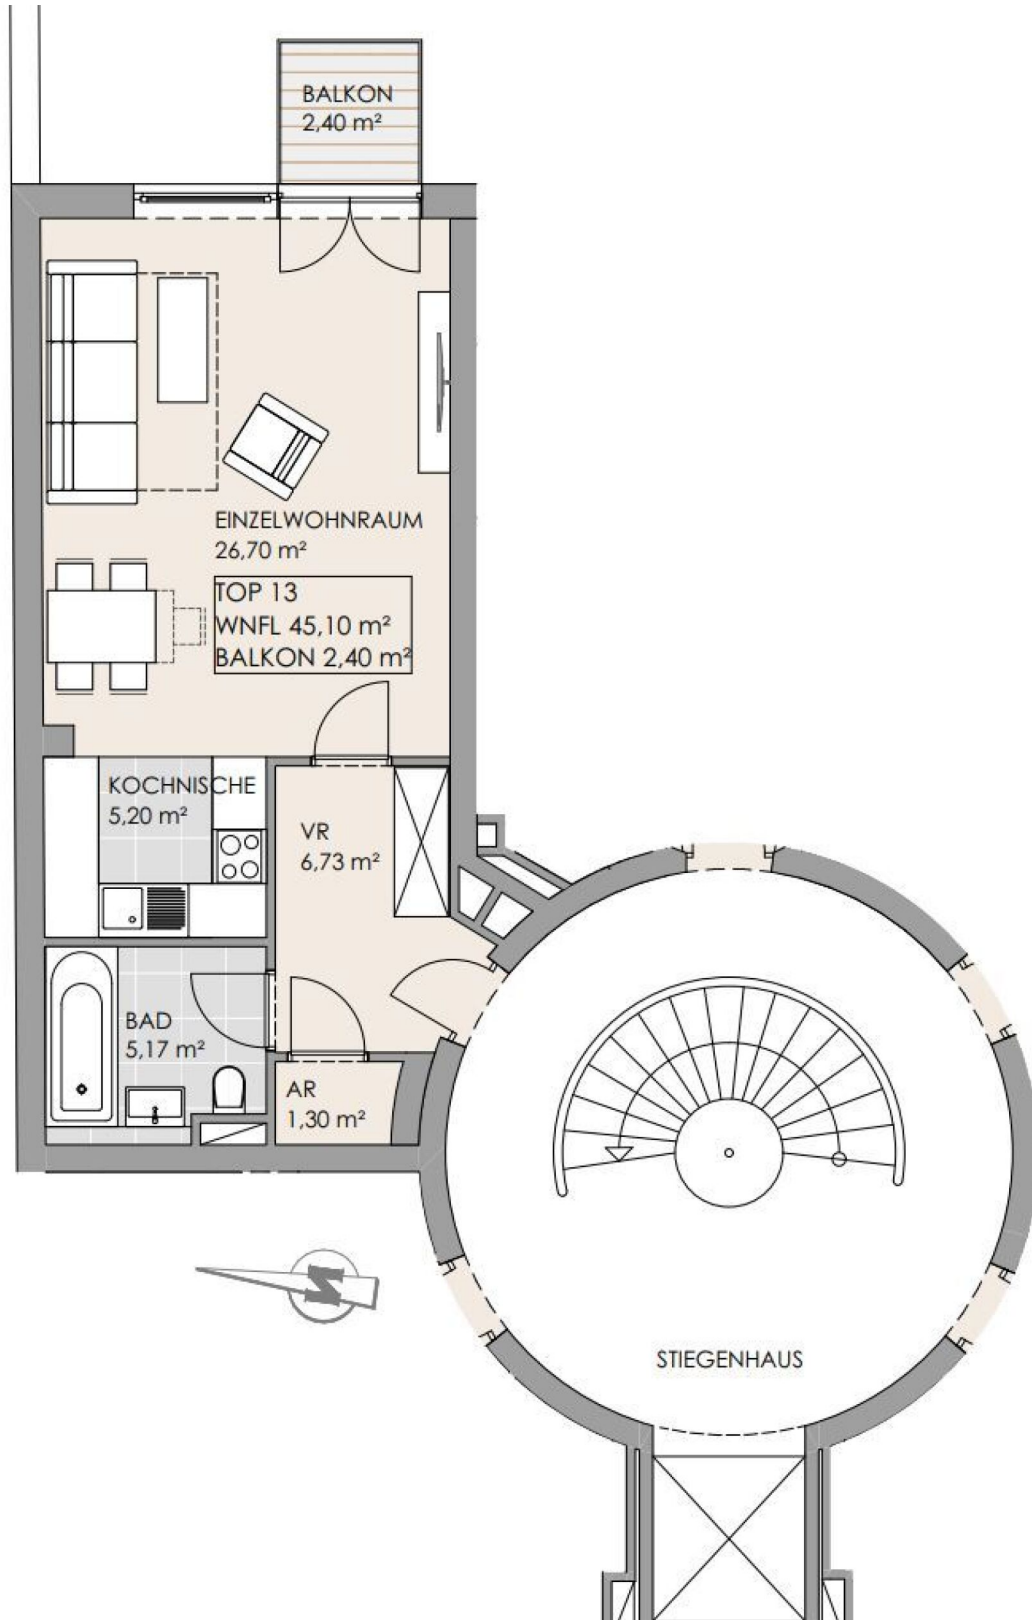 BALKON
2,40 m²
EINZELWOHNRAUM
26,70 m²
TOP 13
WNFL 45,10 m²
BALKON 2,40 m²
KOCHNISCHE
5,20 m²
VR
6,73 m²
BAD
5,17 m²
AR
1,30 m²
N
STIEGENHAUS